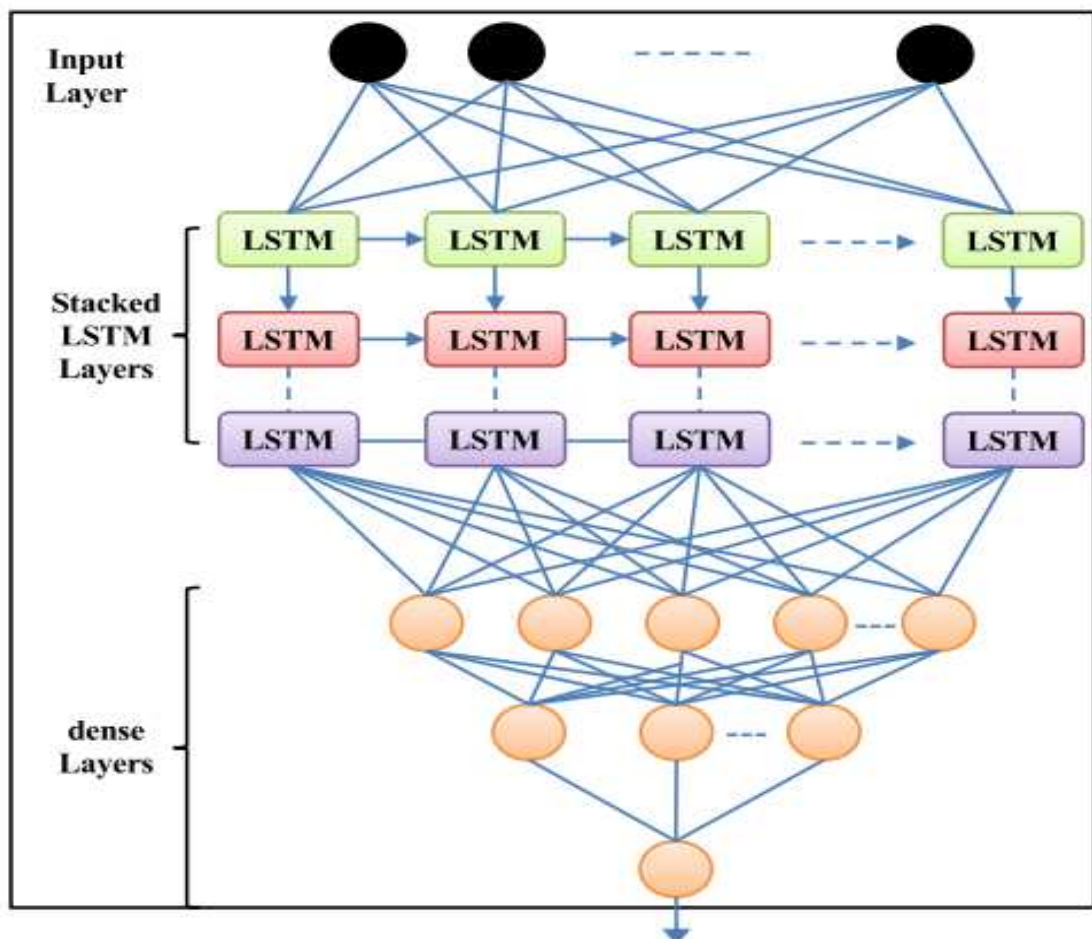 Input
Layer
LSTM LSTM LSTM LSTM
Stacked
LSTM
Layers
LSTM LSTM LSTM LSTM
LSTM LSTM LSTM LSTM
dense
Layers